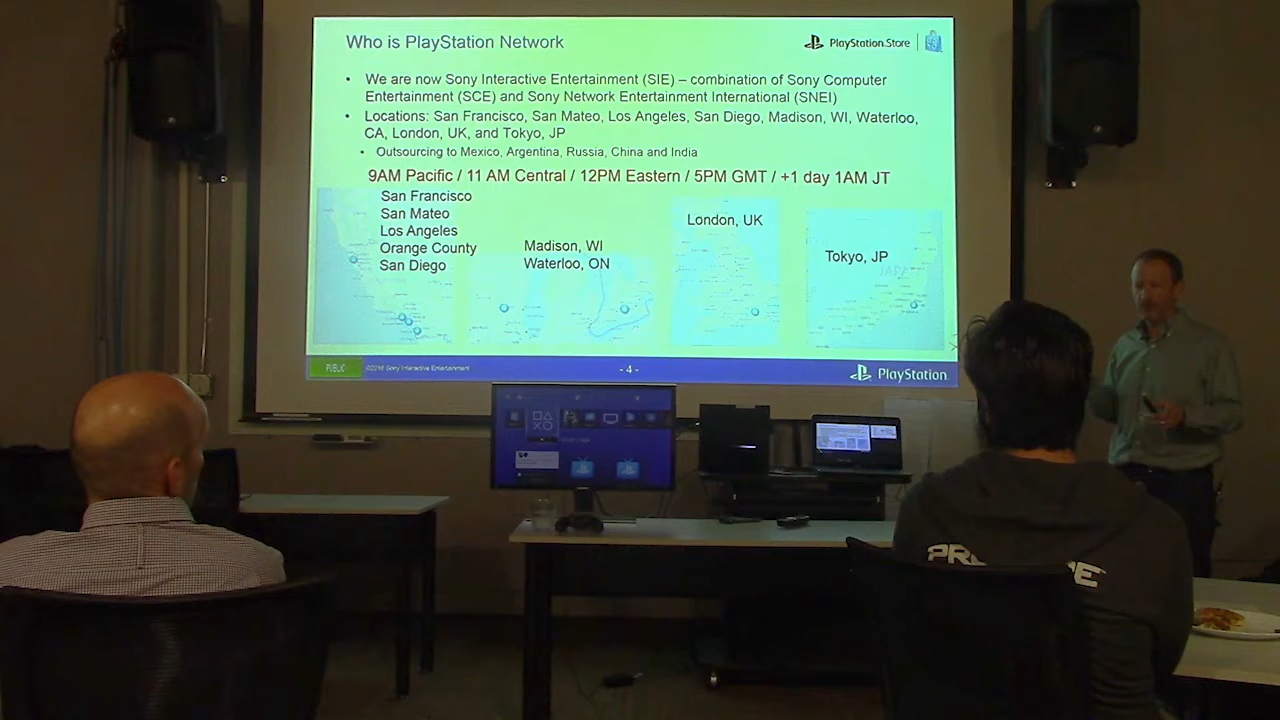 Who is PlayStation Network
PlayStation.Store
• We are now Sony Interactive Entertainment (SIE) – combination of Sony Computer
Entertainment (SCE) and Sony Network Entertainment International (SNEI)
• Locations: San Francisco, San Mateo, Los Angeles, San Diego, Madison, WI, Waterloo,
CA, London, UK, and Tokyo, JP
• Outsourcing to Mexico, Argentina, Russia, China and India
9AM Pacific / 11 AM Central / 12PM Eastern / 5PM GMT / +1 day 1AM JT
San Francisco
San Mateo
Los Angeles
Orange County
San Diego
Madison, WI
Waterloo, ON
London, UK
Tokyo, JP
PUBLIC
©2016 Sony Interactive Entertainment
- 4 -
PlayStation